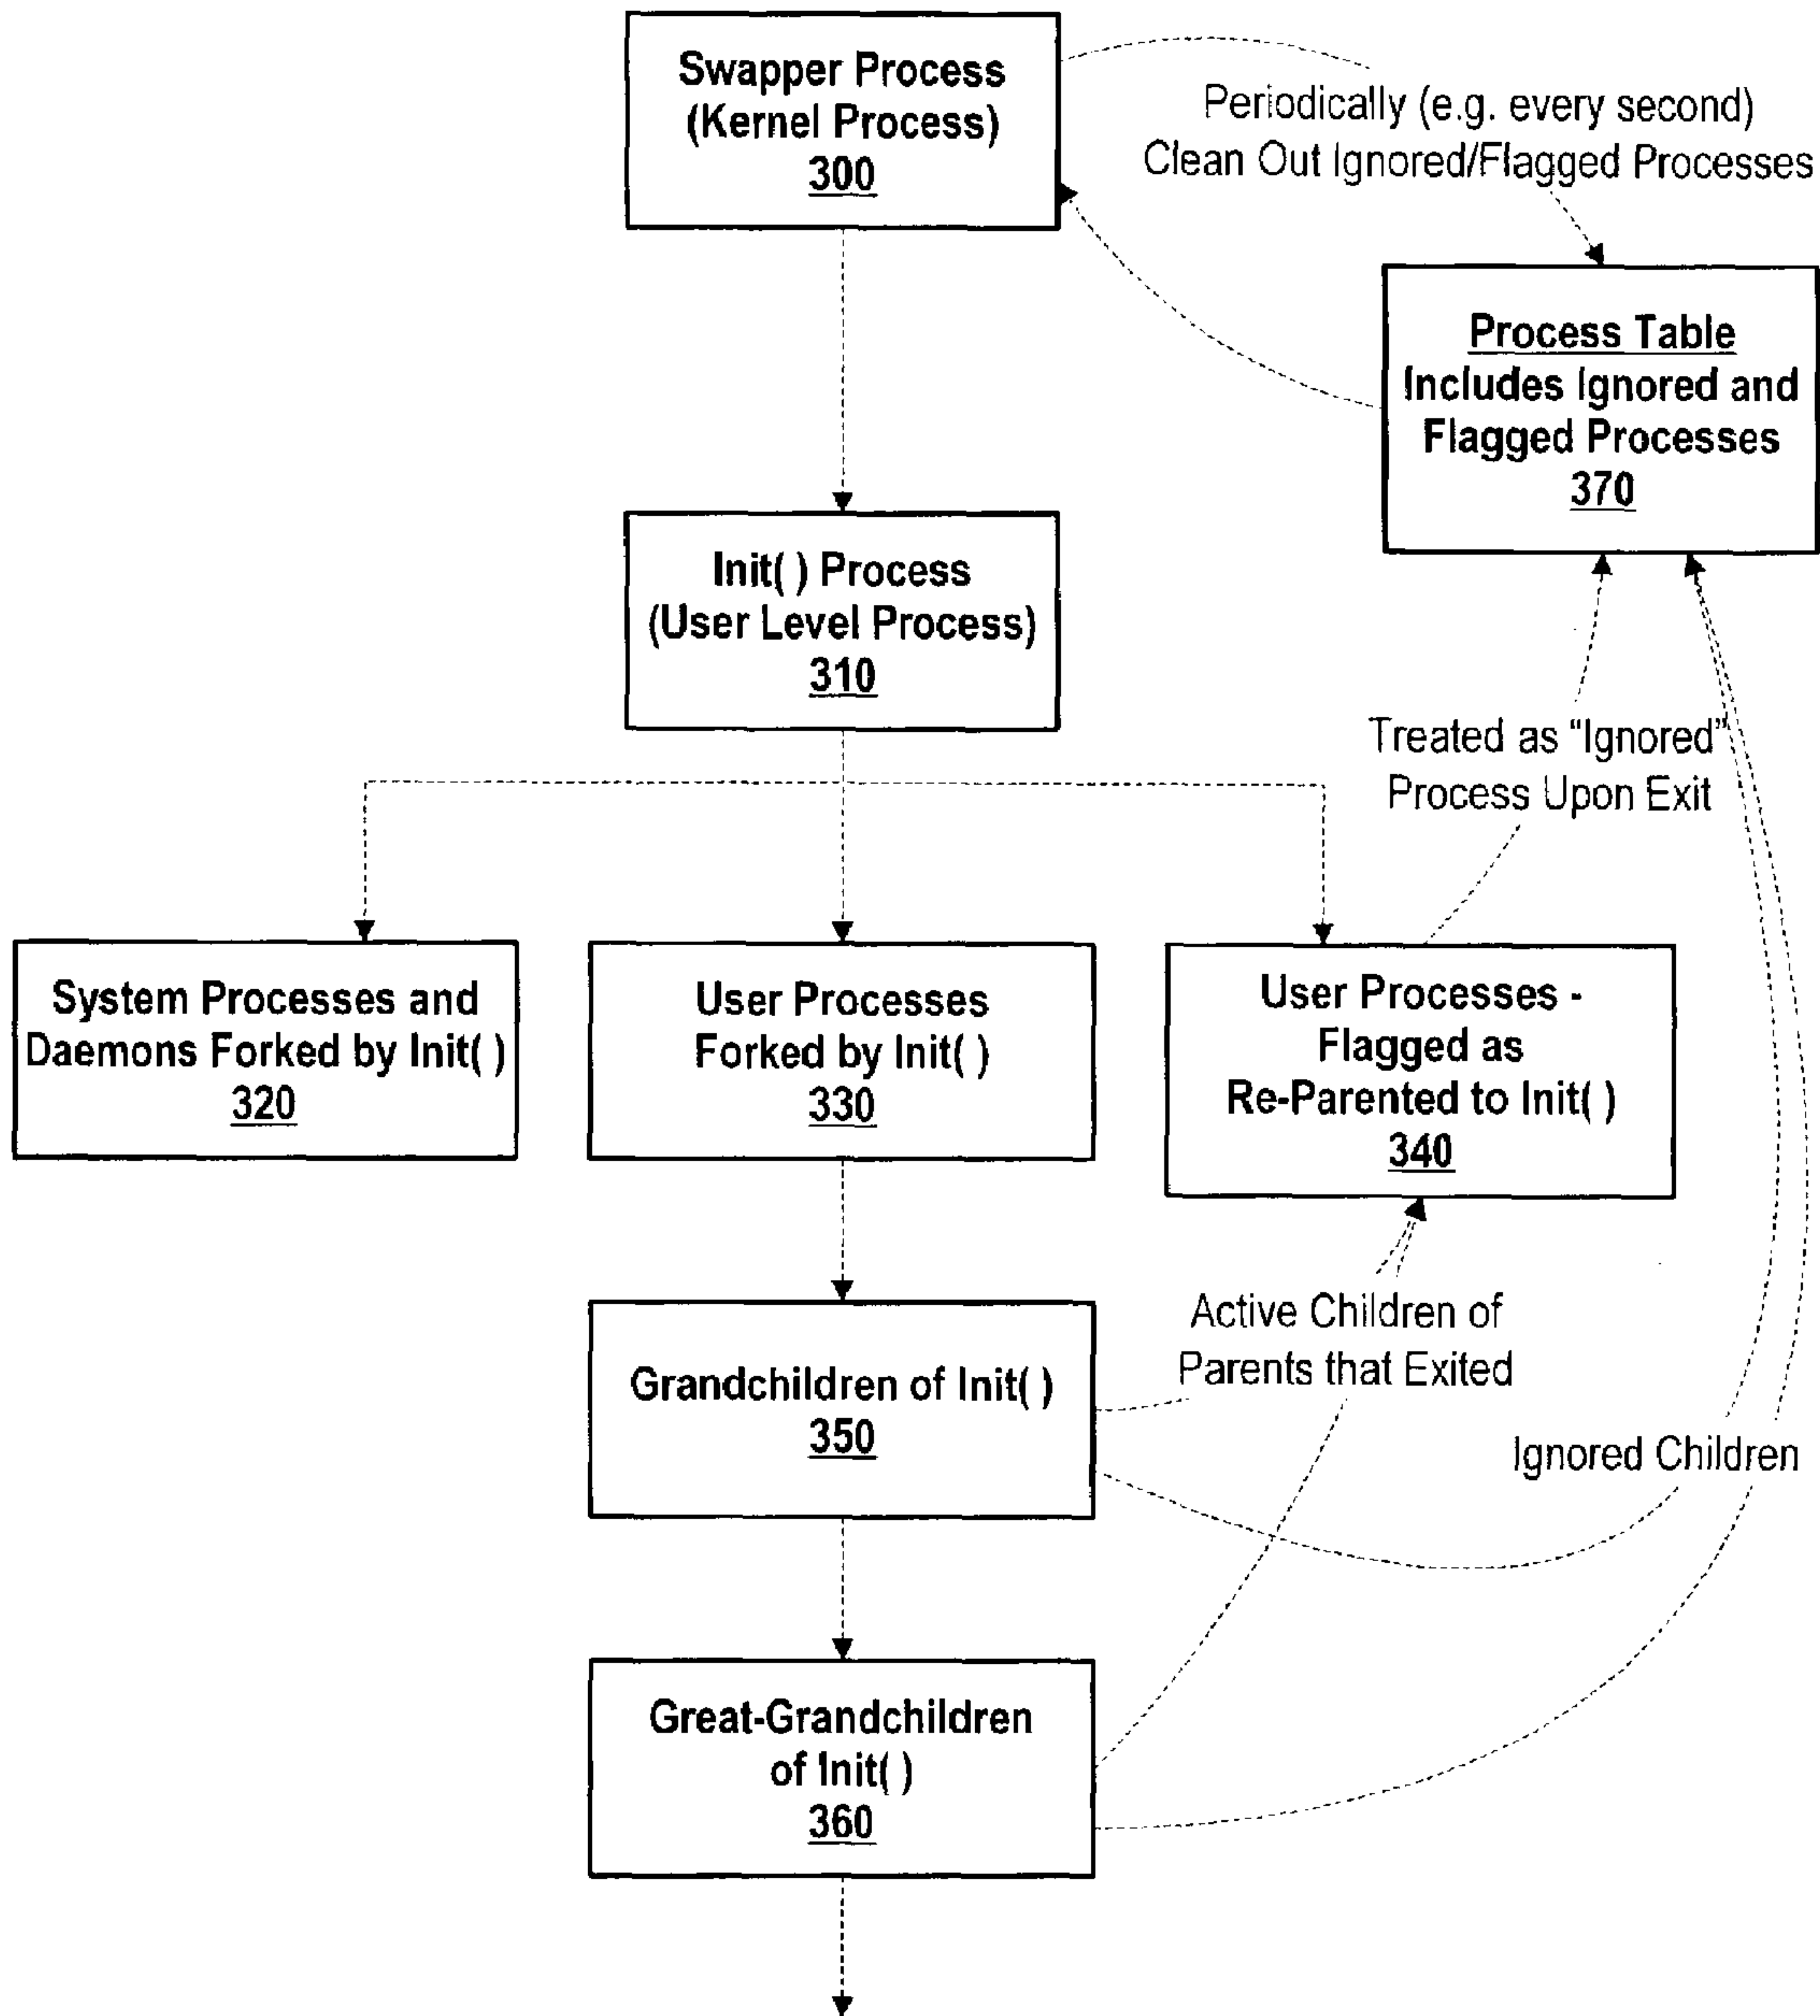 Swapper Process
(Kernel Process)
300
Periodically (e.g. every second)
Clean Out Ignored/Flagged Processes
Process Table
Includes Ignored and
Flagged Processes
370
Init( ) Process
(User Level Process)
310
Treated as “Ignored”
Process Upon Exit
System Processes and
Daemons Forked by Init( )
320
User Processes
Forked by Init( )
330
User Processes -
Flagged as
Re-Parented to Init( )
340
Active Children of
Parents that Exited
Grandchildren of Init( )
350
Ignored Children
Great-Grandchildren
of Init( )
360